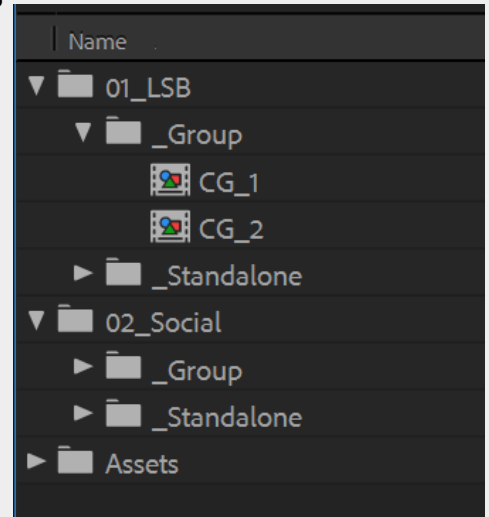 Name
01_LSB
_Group
CG_1
CG_2
_Standalone
02_Social
_Group
_Standalone
Assets